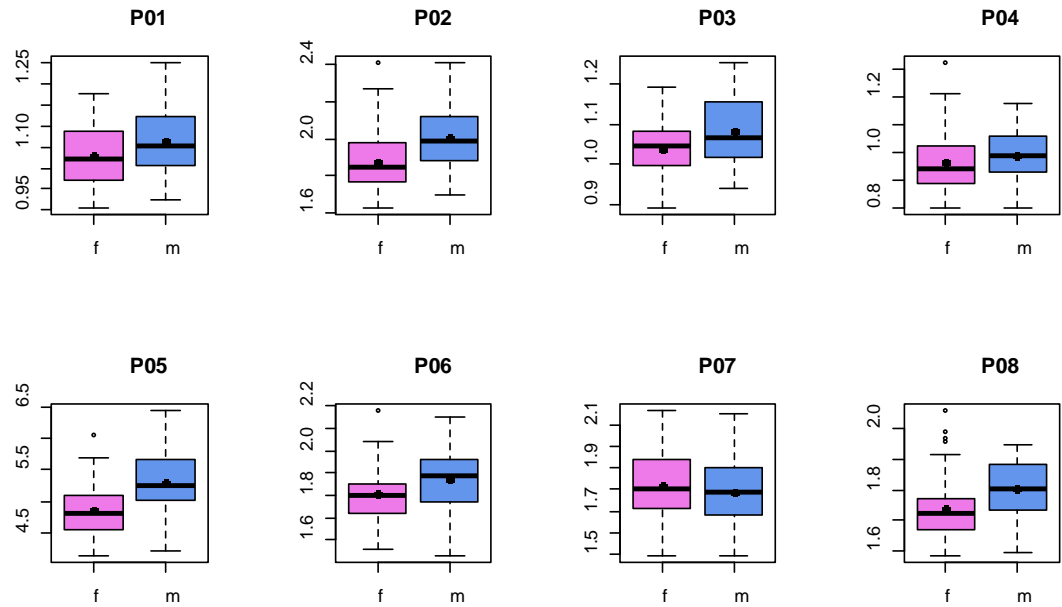 P01 P02 P03 P04
1.25 2.4 1.2 1.2
1.10 2.0 1.1 1.0
0.95 1.6 1.0 0.8
0.9
f m f m f m f m
P05 P06 P07 P08
6.5 2.2 2.1 2.0
5.5 2.0 1.9 1.8
4.5 1.8 1.7 1.6
1.6 1.5
f m f m f m f m